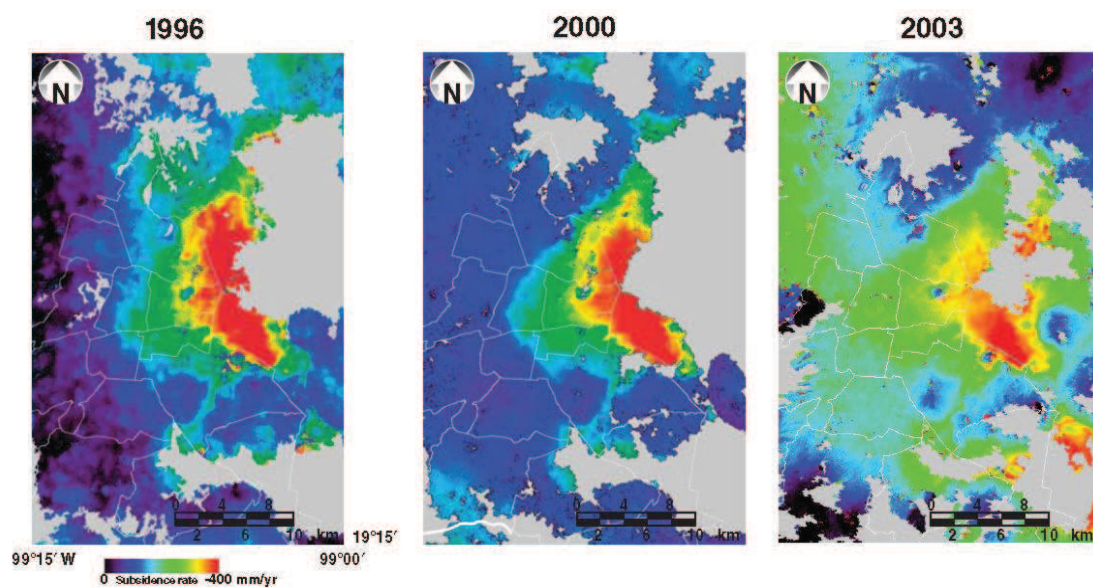 1996 2000 2003
N N N
0 4 8 0 4 8 0 4 8
2 6 10 km 2 6 10 km 2 6 10 km
19°15´
99°15´ W 99°00´
0 Subsidence rate -400 mm/yr